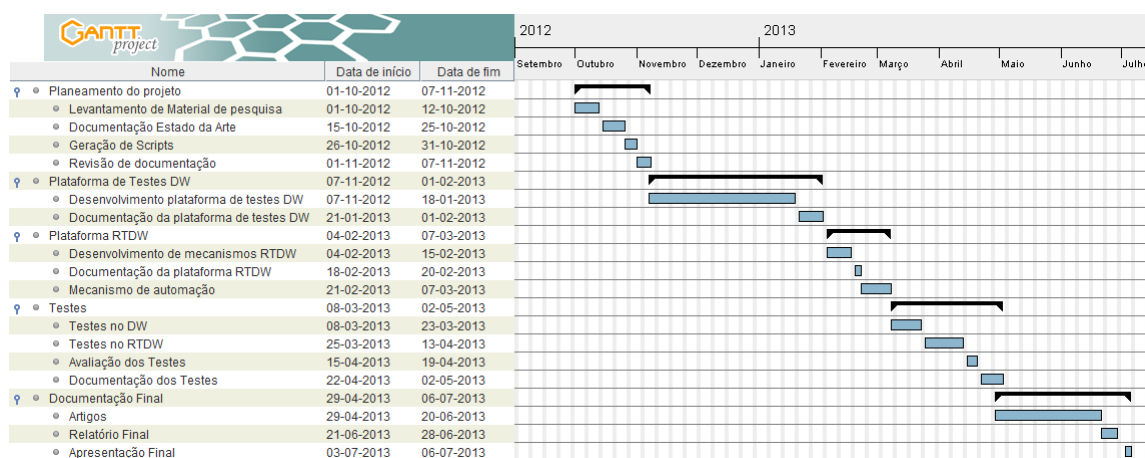 GANTT
project
2012 2013
Setembro Outubro Novembro Dezembro Janeiro Fevereiro Março Abril Maio Junho Julho
Nome Data de início Data de fim
Planeamento do projeto 01-10-2012 07-11-2012
Levantamento de Material de pesquisa 01-10-2012 12-10-2012
Documentação Estado da Arte 15-10-2012 25-10-2012
Geração de Scripts 26-10-2012 31-10-2012
Revisão de documentação 01-11-2012 07-11-2012
Plataforma de Testes DW 07-11-2012 01-02-2013
Desenvolvimento plataforma de testes DW 07-11-2012 18-01-2013
Documentação da plataforma de testes DW 21-01-2013 01-02-2013
Plataforma RTDW 04-02-2013 07-03-2013
Desenvolvimento de mecanismos RTDW 04-02-2013 15-02-2013
Documentação da plataforma RTDW 18-02-2013 20-02-2013
Mecanismo de automação 21-02-2013 07-03-2013
Testes 08-03-2013 02-05-2013
Testes no DW 08-03-2013 23-03-2013
Testes no RTDW 25-03-2013 13-04-2013
Avaliação dos Testes 15-04-2013 19-04-2013
Documentação dos Testes 22-04-2013 02-05-2013
Documentação Final 29-04-2013 06-07-2013
Artigos 29-04-2013 20-06-2013
Relatório Final 21-06-2013 28-06-2013
Apresentação Final 03-07-2013 06-07-2013